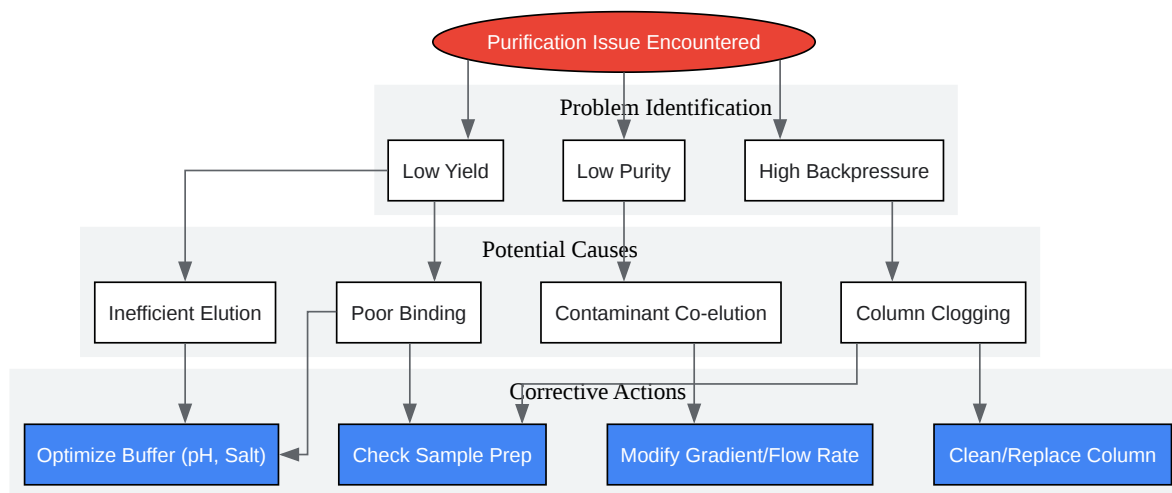 Purification Issue Encountered
Problem Identification
Low Yield
Low Purity
High Backpressure
Potential Causes
Inefficient Elution
Poor Binding
Contaminant Co-elution
Column Clogging
Corrective Actions
Optimize Buffer (pH, Salt)
Check Sample Prep
Modify Gradient/Flow Rate
Clean/Replace Column